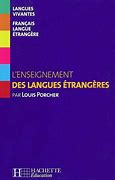 LANGUES
VIVANTES
FRANÇAIS
LANGUE
ÉTRANGÈRE
L'ENSEIGNEMENT
DES LANGUES ÉTRANGÈRES
PAR LOUIS PORCHER
HACHETTE
Éducation